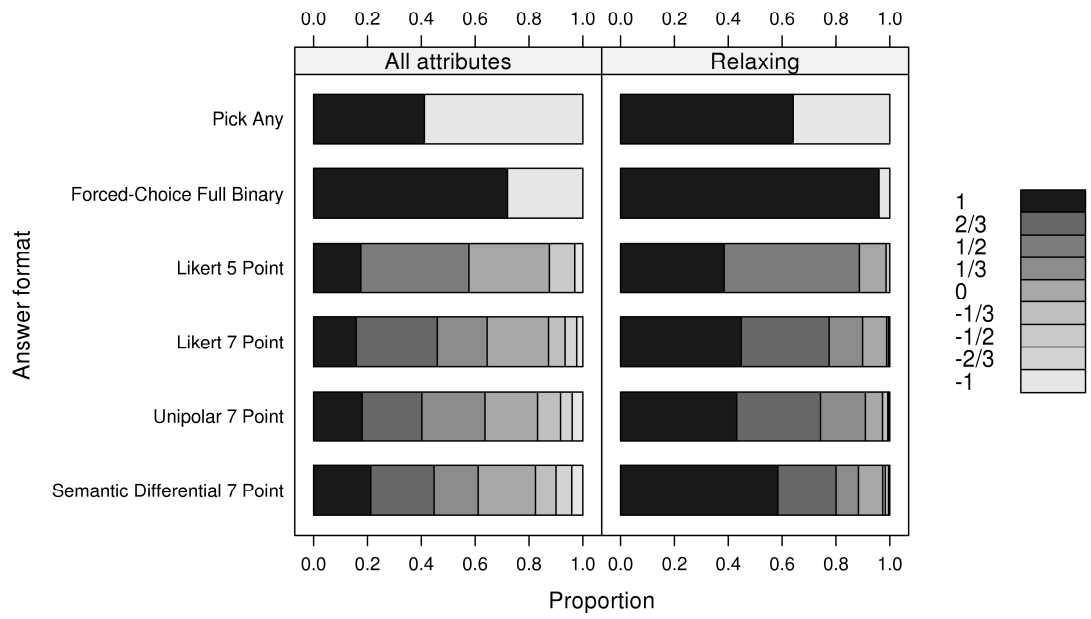 0.0 0.2 0.4 0.6 0.8 1.0 0.0 0.2 0.4 0.6 0.8 1.0
All attributes Relaxing
Pick Any
Forced-Choice Full Binary
Likert 5 Point
Likert 7 Point
Unipolar 7 Point
Semantic Differential 7 Point
Answer format
0.0 0.2 0.4 0.6 0.8 1.0 0.0 0.2 0.4 0.6 0.8 1.0
Proportion
1
2/3
1/2
1/3
0
-1/3
-1/2
-2/3
-1